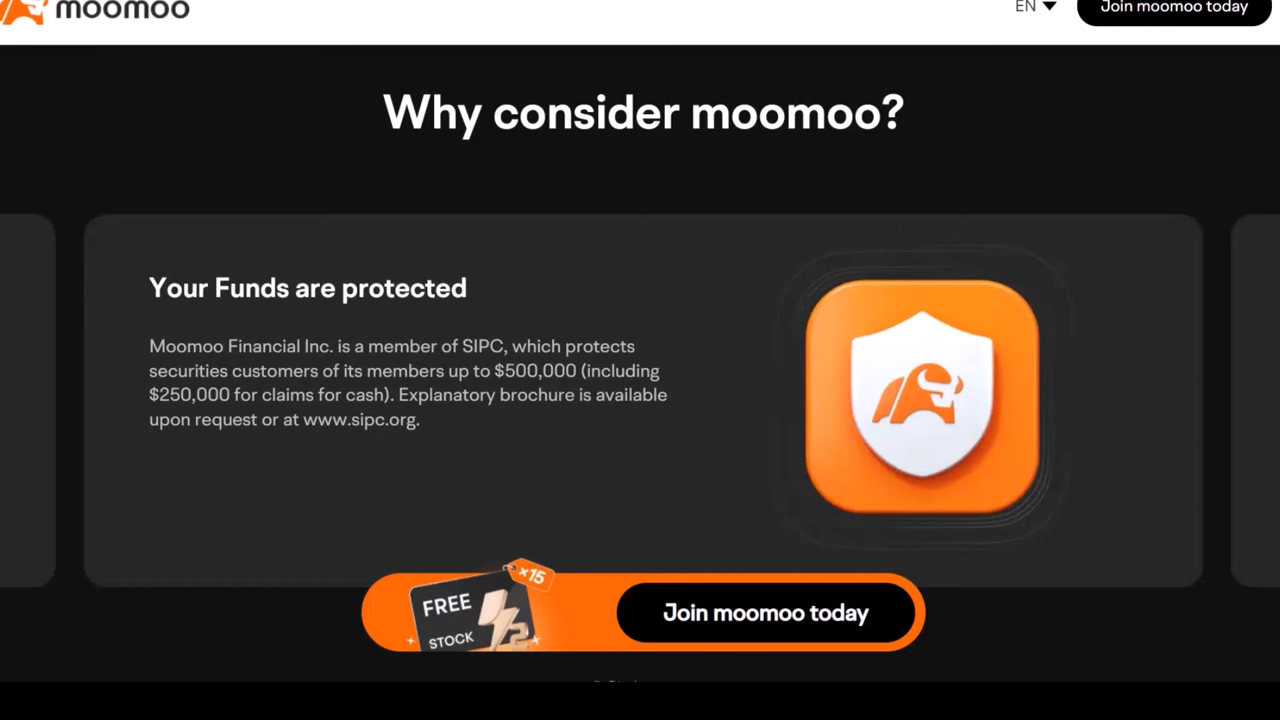 moomoo
EN
Join moomoo today
Why consider moomoo?
Your Funds are protected
Moomoo Financial Inc. is a member of SIPC, which protects
securities customers of its members up to $500,000 (including
$250,000 for claims for cash). Explanatory brochure is available
upon request or at www.sipc.org.
×15
FREE
STOCK
Join moomoo today